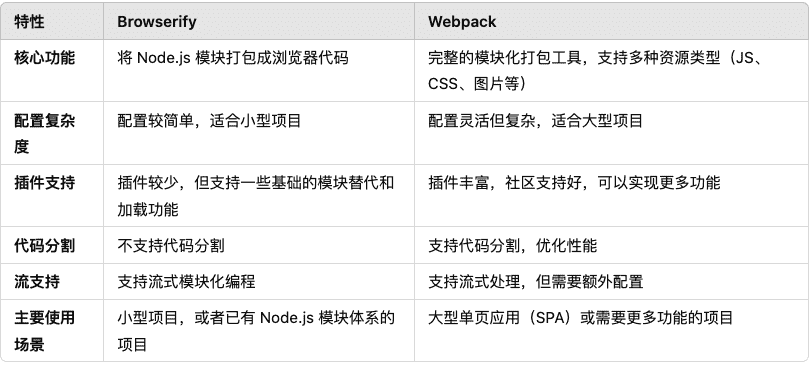 特性 Browserify Webpack
核心功能 将 Node.js 模块打包成浏览器代码 完整的模块化打包工具，支持多种资源类型（JS、
CSS、图片等）
配置复杂 配置较简单，适合小型项目 配置灵活但复杂，适合大型项目
度
插件支持 插件较少，但支持一些基础的模块替代和 插件丰富，社区支持好，可以实现更多功能
加载功能
代码分割 不支持代码分割 支持代码分割，优化性能
流支持 支持流式模块化编程 支持流式处理，但需要额外配置
主要使用 小型项目，或者已有 Node.js 模块体系的 大型单页应用（SPA）或需要更多功能的项目
场景 项目